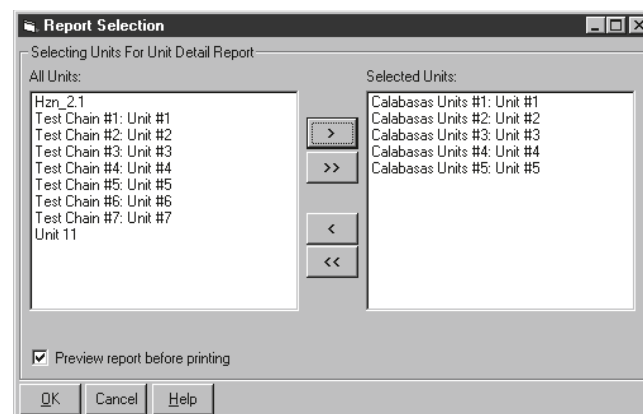 Report Selection
Selecting Units For Unit Detail Report
All Units:
Hzn_2.1
Test Chain #1: Unit #1
Test Chain #2: Unit #2
Test Chain #3: Unit #3
Test Chain #4: Unit #4
Test Chain #5: Unit #5
Test Chain #6: Unit #6
Test Chain #7: Unit #7
Unit 11
>
>>
<
<<
Selected Units:
Calabasas Units #1: Unit #1
Calabasas Units #2: Unit #2
Calabasas Units #3: Unit #3
Calabasas Units #4: Unit #4
Calabasas Units #5: Unit #5
Preview report before printing
OK Cancel Help